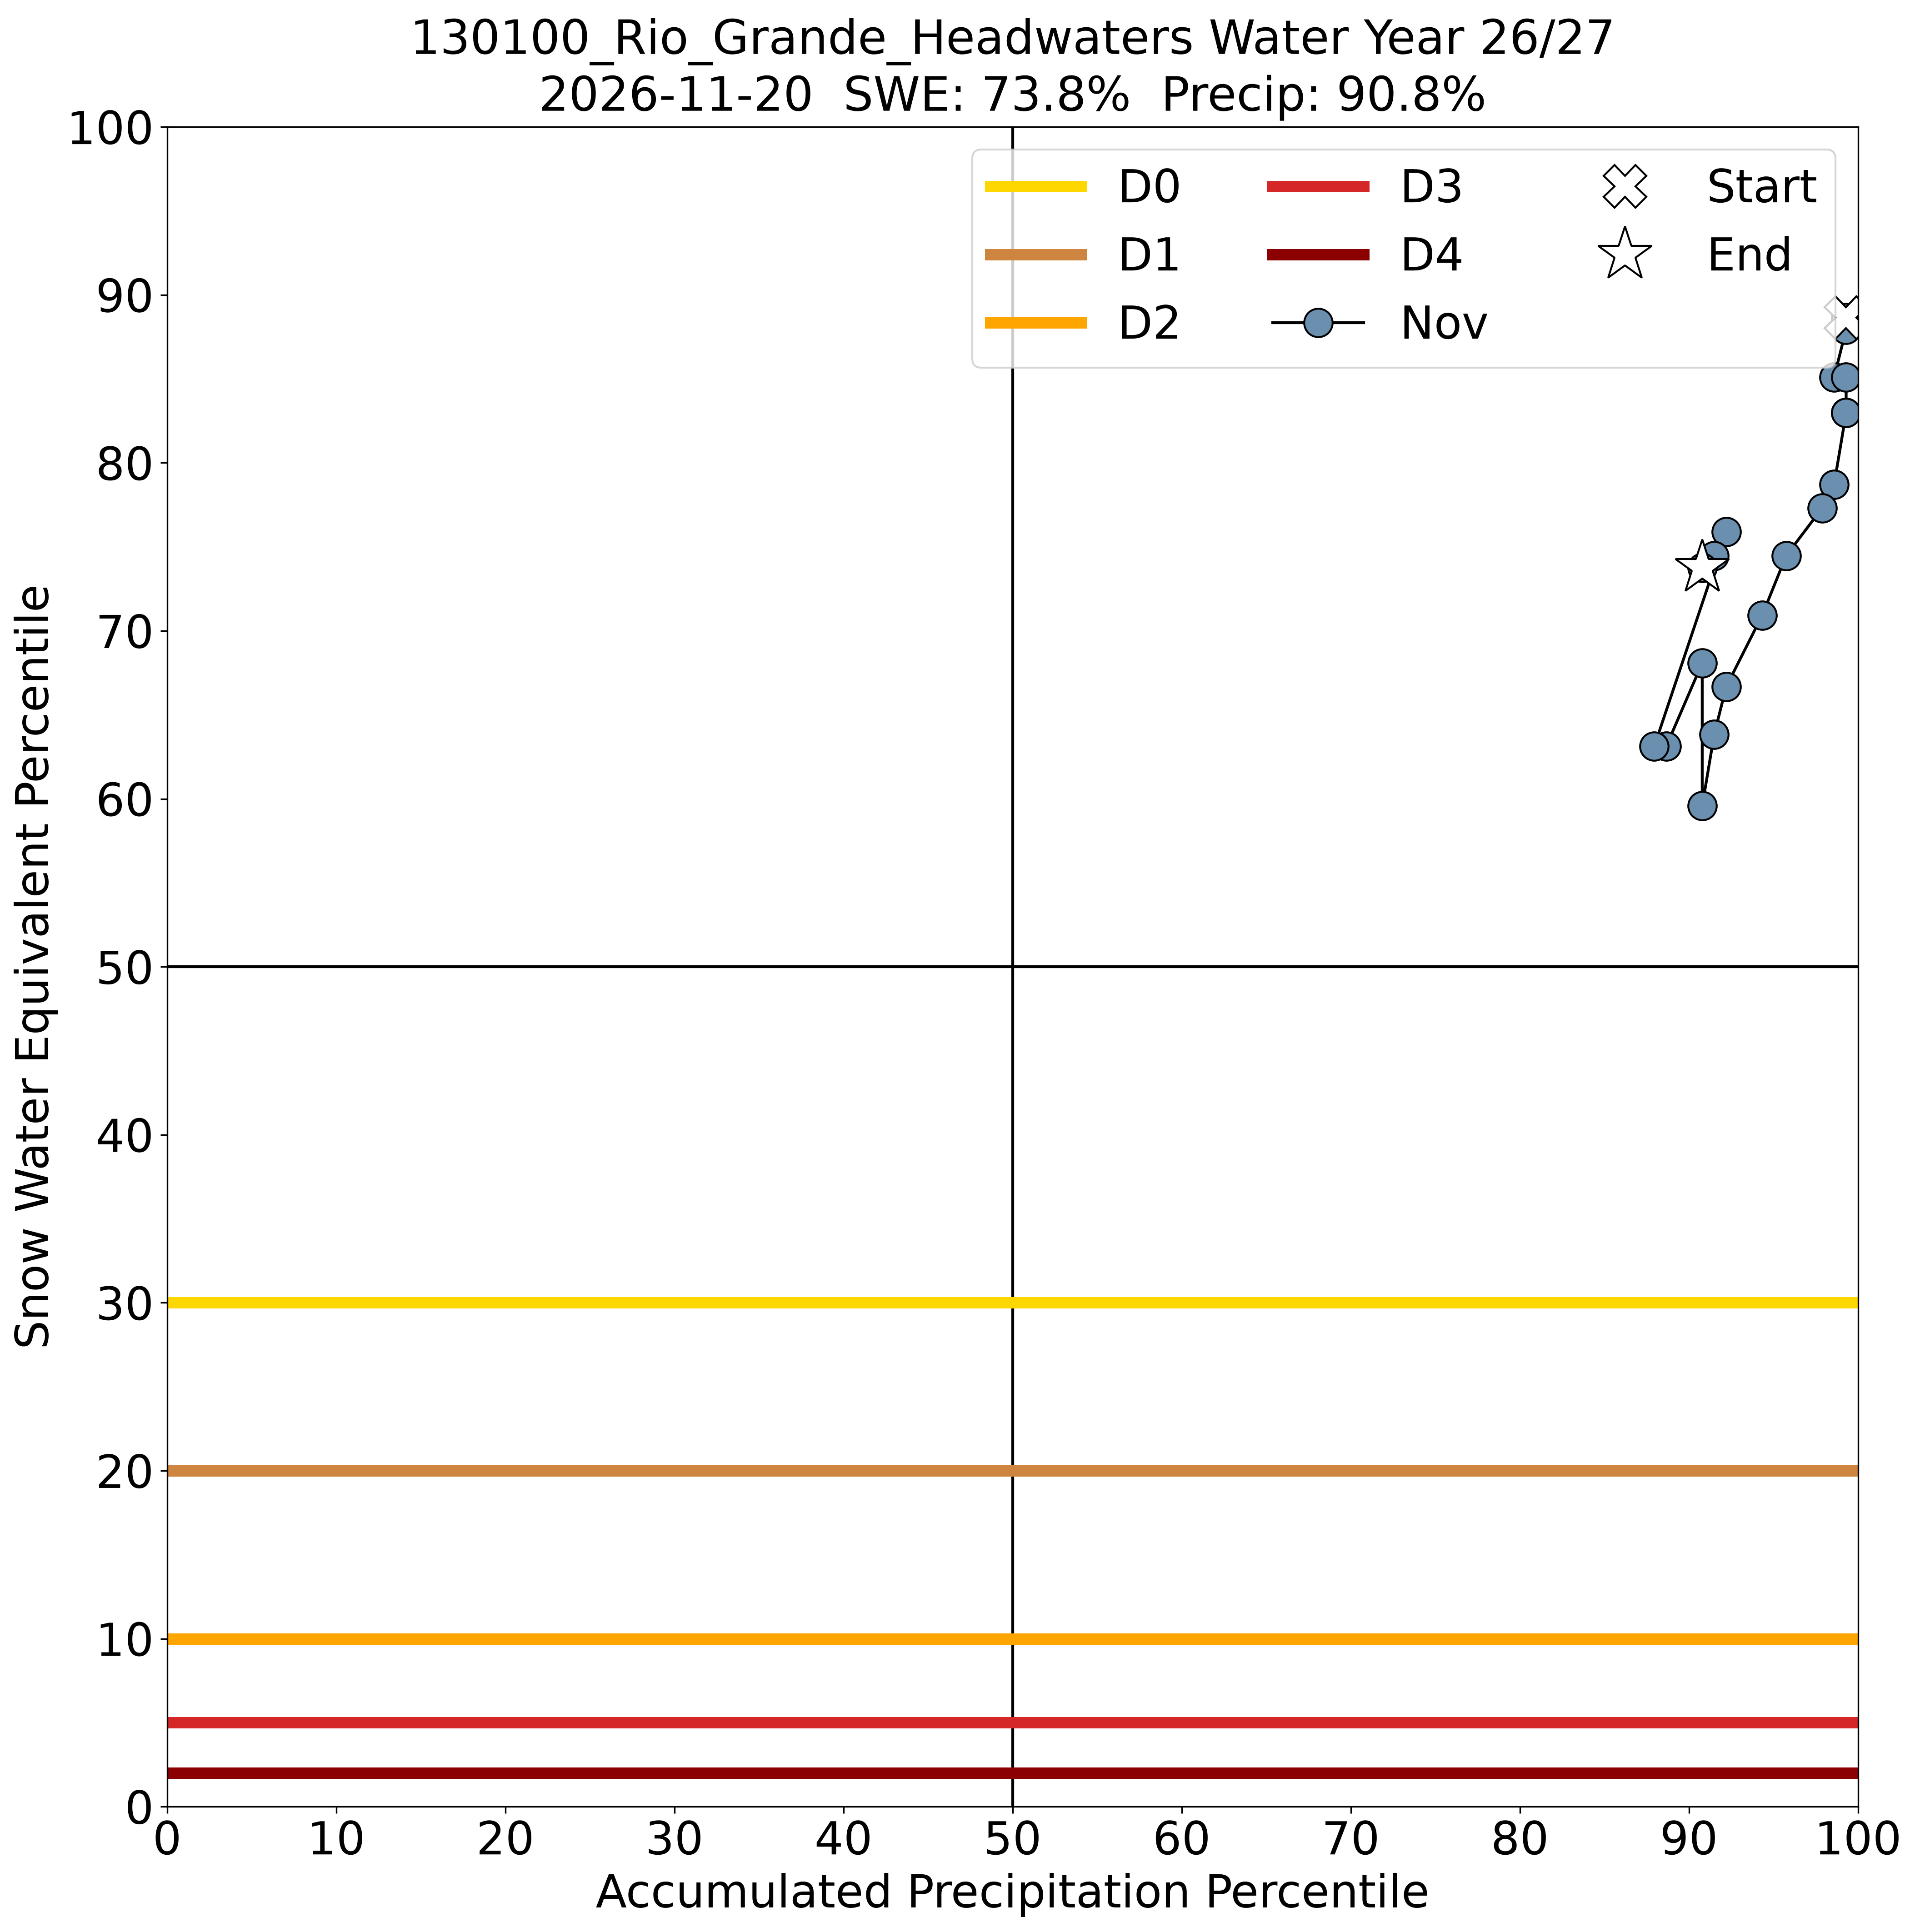 130100_Rio_Grande_Headwaters Water Year 26/27
2026-11-20  SWE: 73.8%  Precip: 90.8%
D0
D1
D2
D3
D4
Nov
Start
End
Snow Water Equivalent Percentile
100
90
80
70
60
50
40
30
20
10
0
0 10 20 30 40 50 60 70 80 90 100
Accumulated Precipitation Percentile